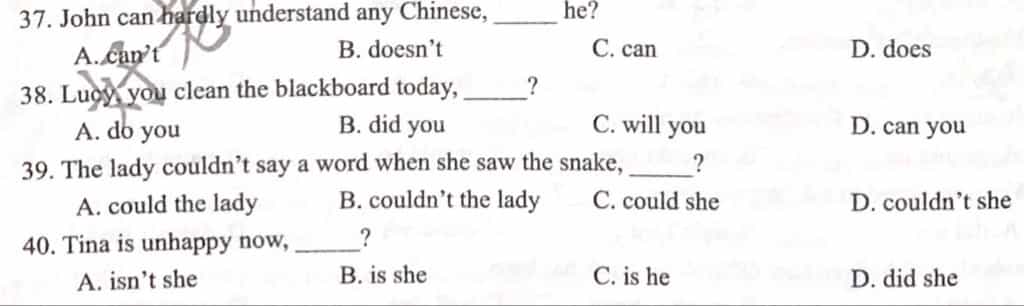 37. John can hardly understand any Chinese, ______ he?
A. can't B. doesn't C. can D. does
38. Lucy, you clean the blackboard today, ______?
A. do you B. did you C. will you D. can you
39. The lady couldn't say a word when she saw the snake, ______?
A. could the lady B. couldn't the lady C. could she D. couldn't she
40. Tina is unhappy now, ______?
A. isn't she B. is she C. is he D. did she